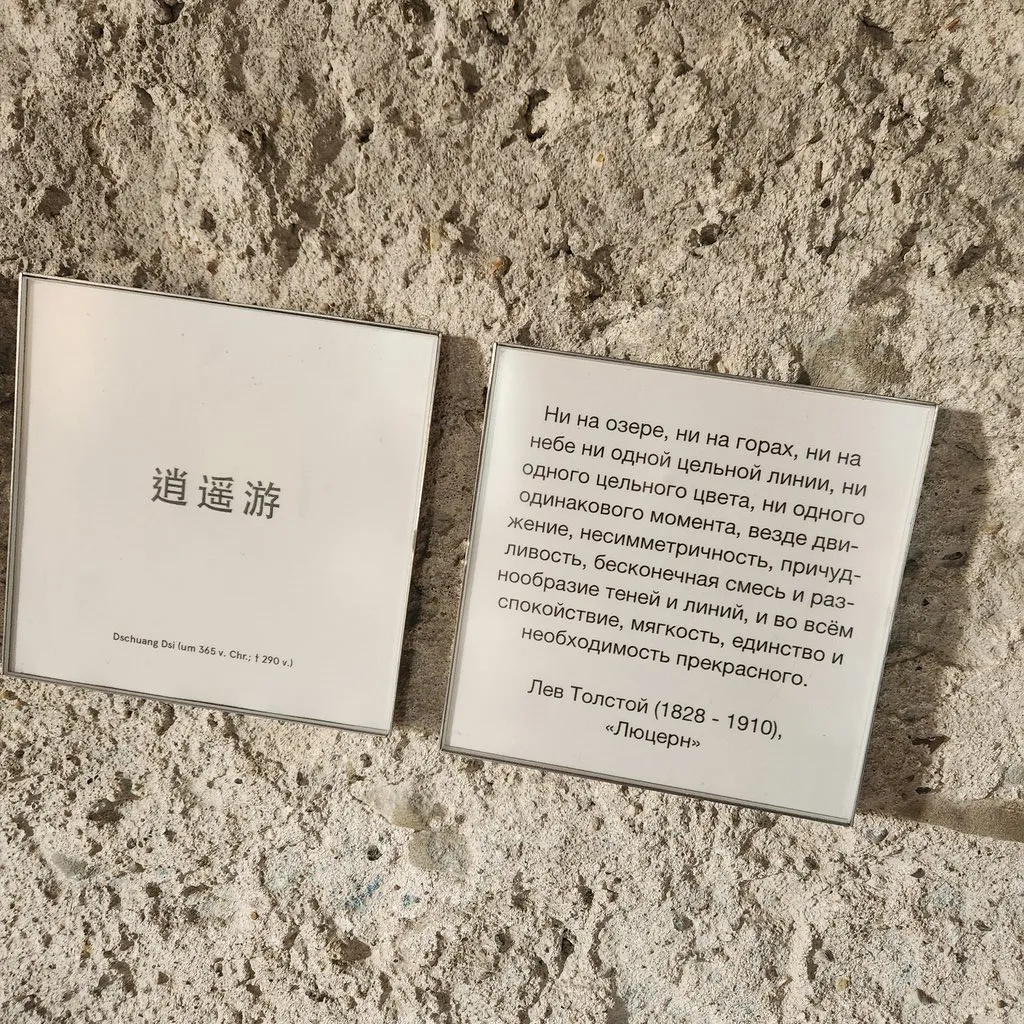 逍遥游
Dschuang Dsi (um 365 v. Chr.; † 290 v.)
Ни на озере, ни на горах, ни на
небе ни одной цельной линии, ни
одного цельного цвета, ни одного
одинакового момента, везде дви-
жение, несимметричность, причуд-
ливость, бесконечная смесь и раз-
нообразие теней и линий, и во всём
спокойствие, мягкость, единство и
необходимость прекрасного.
Лев Толстой (1828 - 1910),
«Люцерн»